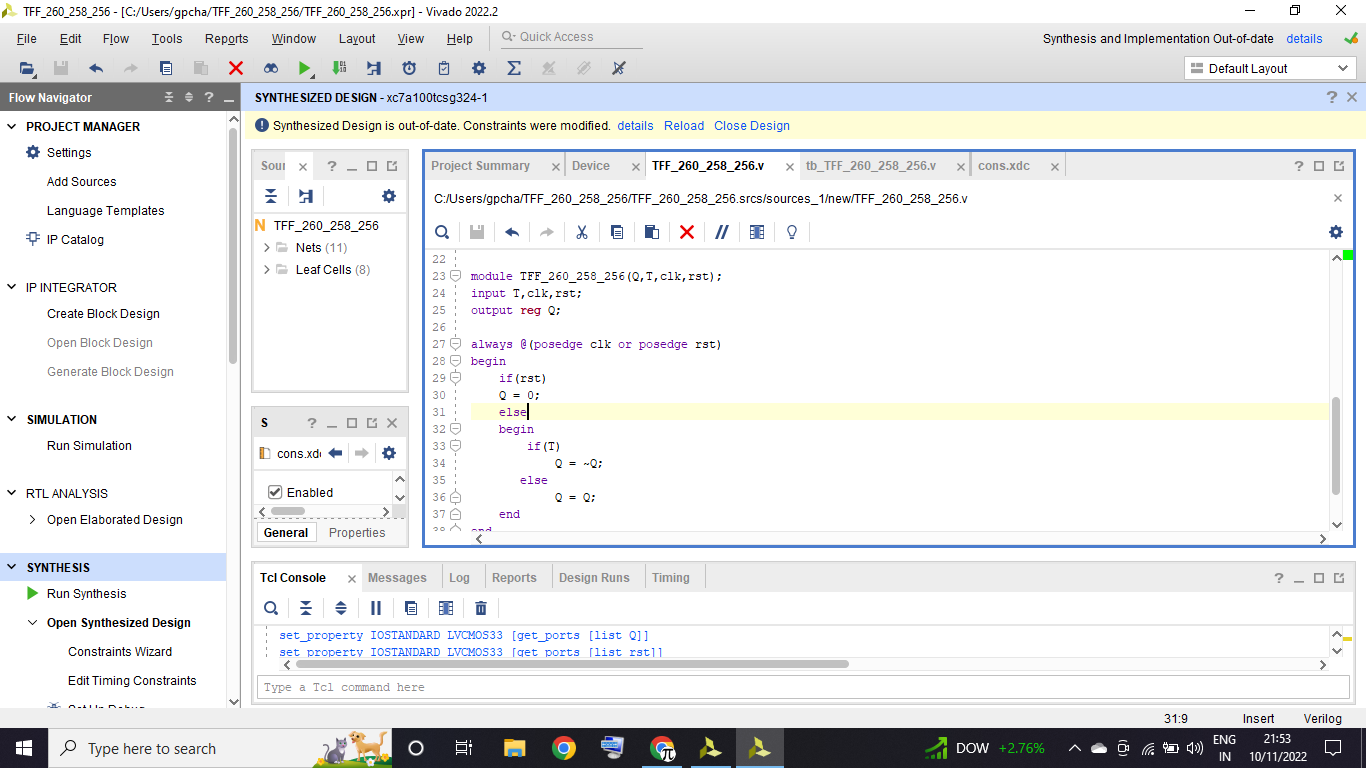 TFF_260_258_256 - [C:/Users/gpcha/TFF_260_258_256/TFF_260_258_256.xpr] - Vivado 2022.2
File Edit Flow Tools Reports Window Layout View Help Quick Access
Synthesis and Implementation Out-of-date details
Default Layout
Flow Navigator
SYNTHESIZED DESIGN - xc7a100tcsg324-1
Synthesized Design is out-of-date. Constraints were modified. details Reload Close Design
PROJECT MANAGER
Settings
Add Sources
Language Templates
IP Catalog
IP INTEGRATOR
Create Block Design
Open Block Design
Generate Block Design
SIMULATION
Run Simulation
RTL ANALYSIS
Open Elaborated Design
SYNTHESIS
Run Synthesis
Open Synthesized Design
Constraints Wizard
Edit Timing Constraints
Set Up Debug
Sour
TFF_260_258_256
Nets (11)
Leaf Cells (8)
S
cons.xdc
Enabled
General Properties
Project Summary Device TFF_260_258_256.v tb_TFF_260_258_256.v cons.xdc
C:/Users/gpcha/TFF_260_258_256/TFF_260_258_256.srcs/sources_1/new/TFF_260_258_256.v
22
23 module TFF_260_258_256(Q,T,clk,rst);
24 input T,clk,rst;
25 output reg Q;
26
27 always @(posedge clk or posedge rst)
28 begin
29 if(rst)
30 Q = 0;
31 else
32 begin
33 if(T)
34 Q = ~Q;
35 else
36 Q = Q;
37 end
38 end
Tcl Console Messages Log Reports Design Runs Timing
set_property IOSTANDARD LVCMOS33 [get_ports [list Q]]
set_property IOSTANDARD LVCMOS33 [get_ports [list rst]]
Type a Tcl command here
31:9 Insert Verilog
Type here to search
DOW +2.76%
ENG
IN
21:53
10/11/2022